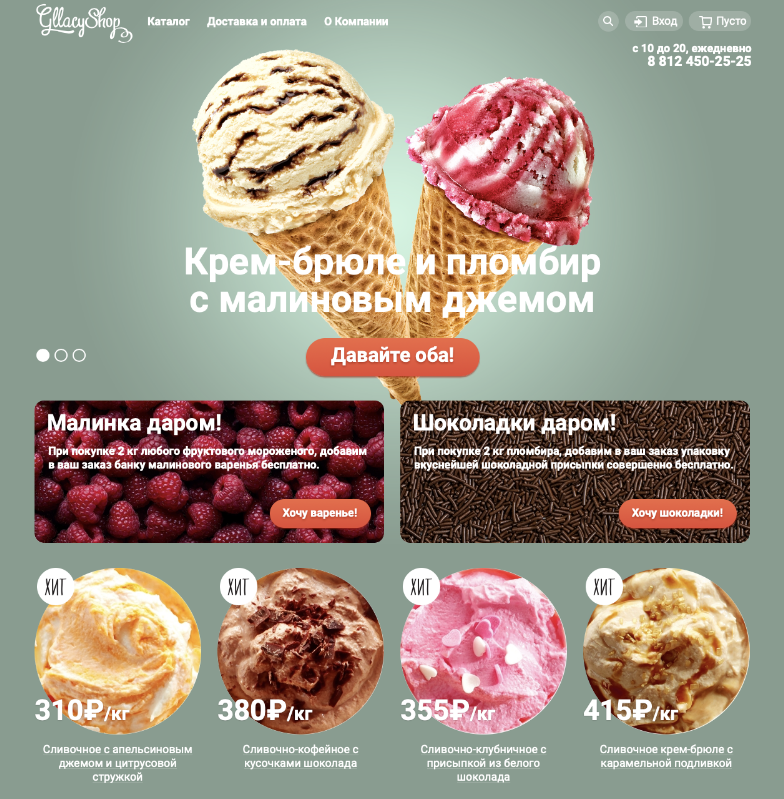 GllacyShop
Каталог
Доставка и оплата
О Компании
Вход
Пусто
с 10 до 20, ежедневно
8 812 450-25-25
Крем-брюле и пломбир
с малиновым джемом
Давайте оба!
Малинка даром!
При покупке 2 кг любого фруктового мороженого, добавим
в ваш заказ банку малинового варенья бесплатно.
Хочу варенье!
Шоколадки даром!
При покупке 2 кг пломбира, добавим в ваш заказ упаковку
вкуснейшей шоколадной присыпки совершенно бесплатно.
Хочу шоколадки!
ХИТ
310₽/кг
Сливочное с апельсиновым
джемом и цитрусовой
стружкой
ХИТ
380₽/кг
Сливочно-кофейное с
кусочками шоколада
ХИТ
355₽/кг
Сливочно-клубничное с
присыпкой из белого
шоколада
ХИТ
415₽/кг
Сливочное крем-брюле с
карамельной подливкой